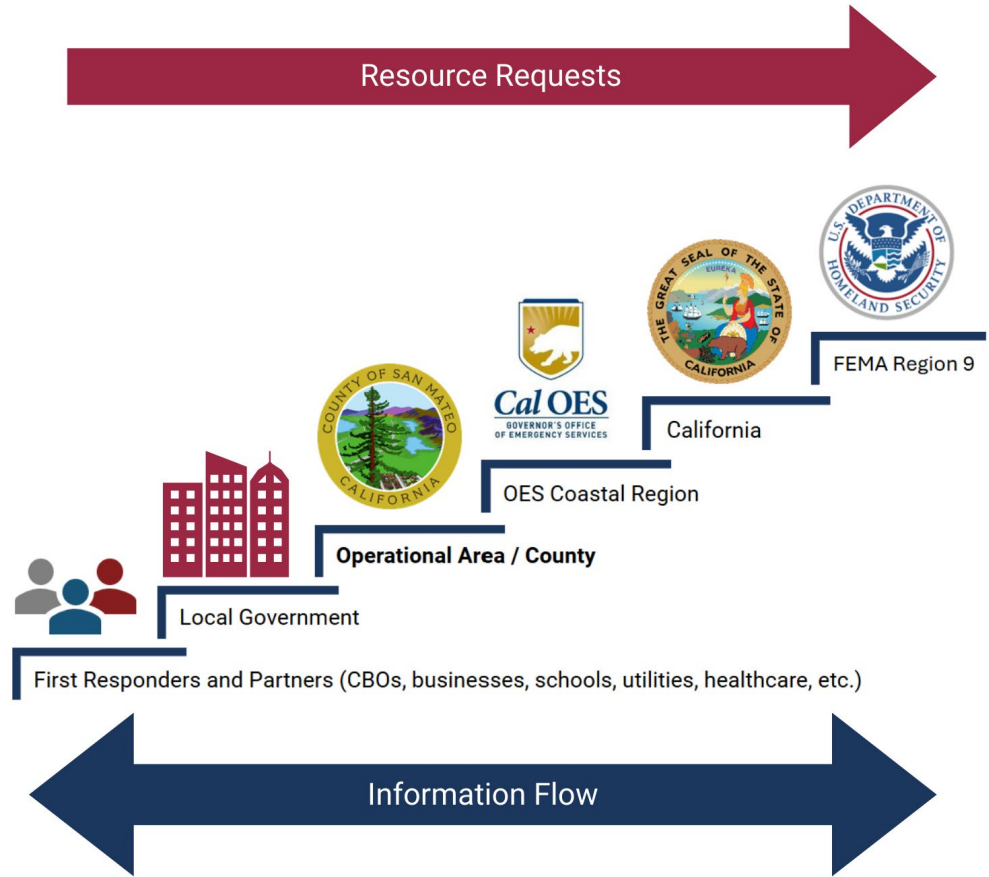 Resource Requests
U.S. DEPARTMENT OF
HOMELAND SECURITY
FEMA Region 9
THE GREAT SEAL OF THE STATE OF
CALIFORNIA
EUREKA
California
Cal OES
GOVERNOR'S OFFICE
OF EMERGENCY SERVICES
OES Coastal Region
COUNTY OF SAN MATEO
CALIFORNIA
Operational Area / County
Local Government
First Responders and Partners (CBOs, businesses, schools, utilities, healthcare, etc.)
Information Flow